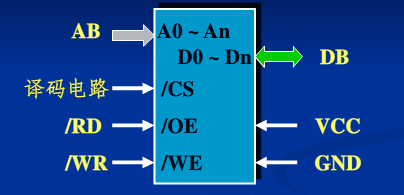 AB A0 ~ An
D0 ~ Dn DB
译码电路 /CS
/RD /OE VCC
/WR /WE GND